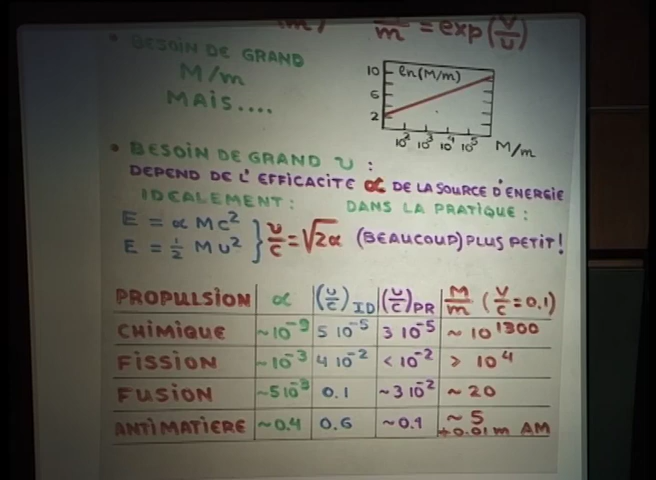 m) M/m = exp(V/u)
• BESOIN DE GRAND
M/m
MAIS....
ln(M/m)
10
6
2
10² 10³ 10⁴ 10⁵ M/m
• BESOIN DE GRAND u :
DEPEND DE L'EFFICACITE α DE LA SOURCE D'ENERGIE
IDEALEMENT : DANS LA PRATIQUE :
E = α Mc²
E = ½ Mu² } u/c = √2α (BEAUCOUP) PLUS PETIT !
PROPULSION α (u/c)ID (u/c)PR M/m (V/c=0.1)
CHIMIQUE ~10⁻⁹ 5 10⁻⁵ 3 10⁻⁵ ~ 10¹³⁰⁰
FISSION ~10⁻³ 4 10⁻² < 10⁻² > 10⁴
FUSION ~5 10⁻³ 0.1 ~3 10⁻² ~ 20
ANTIMATIERE ~0.4 0.6 ~0.1 ~ 5
+0.01m AM